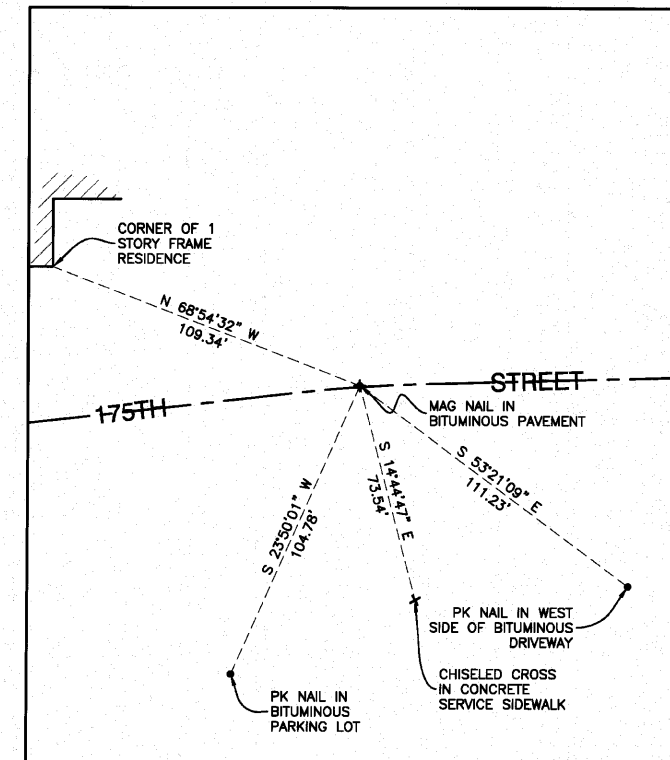 CORNER OF 1
STORY FRAME
RESIDENCE
N 68°54'32" W
109.34'
175TH
STREET
MAG NAIL IN
BITUMINOUS PAVEMENT
S 53°21'09" E
111.23'
S 14°44'47" E
73.54'
S 23°50'01" W
104.78'
PK NAIL IN WEST
SIDE OF BITUMINOUS
DRIVEWAY
CHISELED CROSS
IN CONCRETE
SERVICE SIDEWALK
PK NAIL IN
BITUMINOUS
PARKING LOT